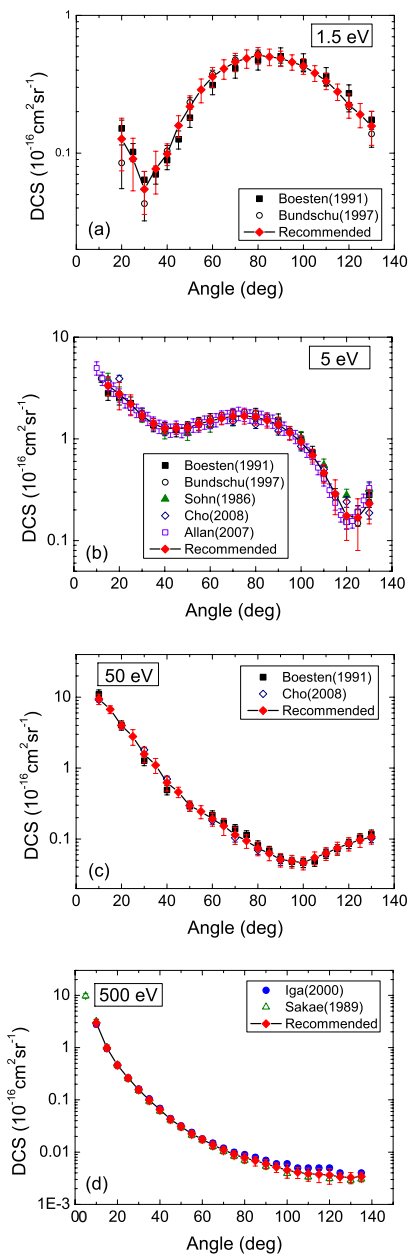 1.5 eV
DCS (10⁻¹⁶cm²sr⁻¹)
0.1
(a)
Boesten(1991)
Bundschu(1997)
Recommended
0 20 40 60 80 100 120 140
Angle (deg)
10
5 eV
DCS (10⁻¹⁶cm²sr⁻¹)
1
0.1
(b)
Boesten(1991)
Bundschu(1997)
Sohn(1986)
Cho(2008)
Allan(2007)
Recommended
0 20 40 60 80 100 120 140
Angle (deg)
50 eV
Boesten(1991)
Cho(2008)
Recommended
DCS (10⁻¹⁶cm²sr⁻¹)
10
1
0.1
(c)
0 20 40 60 80 100 120 140
Angle (deg)
500 eV
Iga(2000)
Sakae(1989)
Recommended
DCS (10⁻¹⁶cm²sr⁻¹)
10
1
0.1
0.01
1E-3
(d)
00 20 40 60 80 100 120 140
Angle (deg)